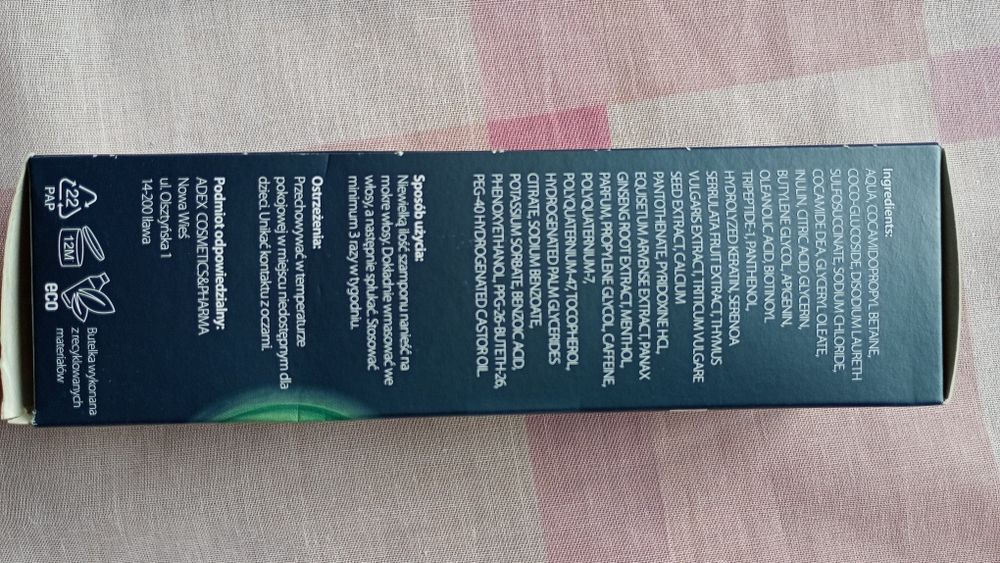 Ingredients:
AQUA, COCAMIDOPROPYL BETAINE,
COCO-GLUCOSIDE, DISODIUM LAURETH
SULFOSUCCINATE, SODIUM CHLORIDE,
COCAMIDE DEA, GLYCERYL OLEATE,
INULIN, CITRIC ACID, GLYCERIN,
BUTYLENE GLYCOL, APIGENIN,
OLEANOLIC ACID, BIOTINOYL
TRIPEPTIDE-1, PANTHENOL,
HYDROLYZED KERATIN, SERENOA
SERRULATA FRUIT EXTRACT, THYMUS
VULGARIS EXTRACT, TRITICUM VULGARE
SEED EXTRACT, CALCIUM
PANTOTHENATE, PYRIDOXINE HCL,
EQUISETUM ARVENSE EXTRACT, PANAX
GINSENG ROOT EXTRACT, MENTHOL,
PARFUM, PROPYLENE GLYCOL, CAFFEINE,
POLYQUATERNIUM-7,
POLYQUATERNIUM-47, TOCOPHEROL,
HYDROGENATED PALM GLYCERIDES
CITRATE, SODIUM BENZOATE,
POTASSIUM SORBATE, BENZOIC ACID,
PHENOXYETHANOL, PPG-26-BUTETH-26,
PEG-40 HYDROGENATED CASTOR OIL
Sposób użycia:
Niewielką ilość szamponu nanieść na
mokre włosy. Dokładnie wmasować we
włosy, a następnie spłukać. Stosować
minimum 3 razy w tygodniu.
Ostrzeżenia:
Przechowywać w temperaturze
pokojowej w miejscu niedostępnym dla
dzieci. Unikać kontaktu z oczami.
Podmiot odpowiedzialny:
ADEX COSMETICS&PHARMA
Nowa Wieś
ul. Olsztyńska 1
14-200 Iława
22
PAP
12M
eco
Butelka wykonana
z recyklowanych
materiałów